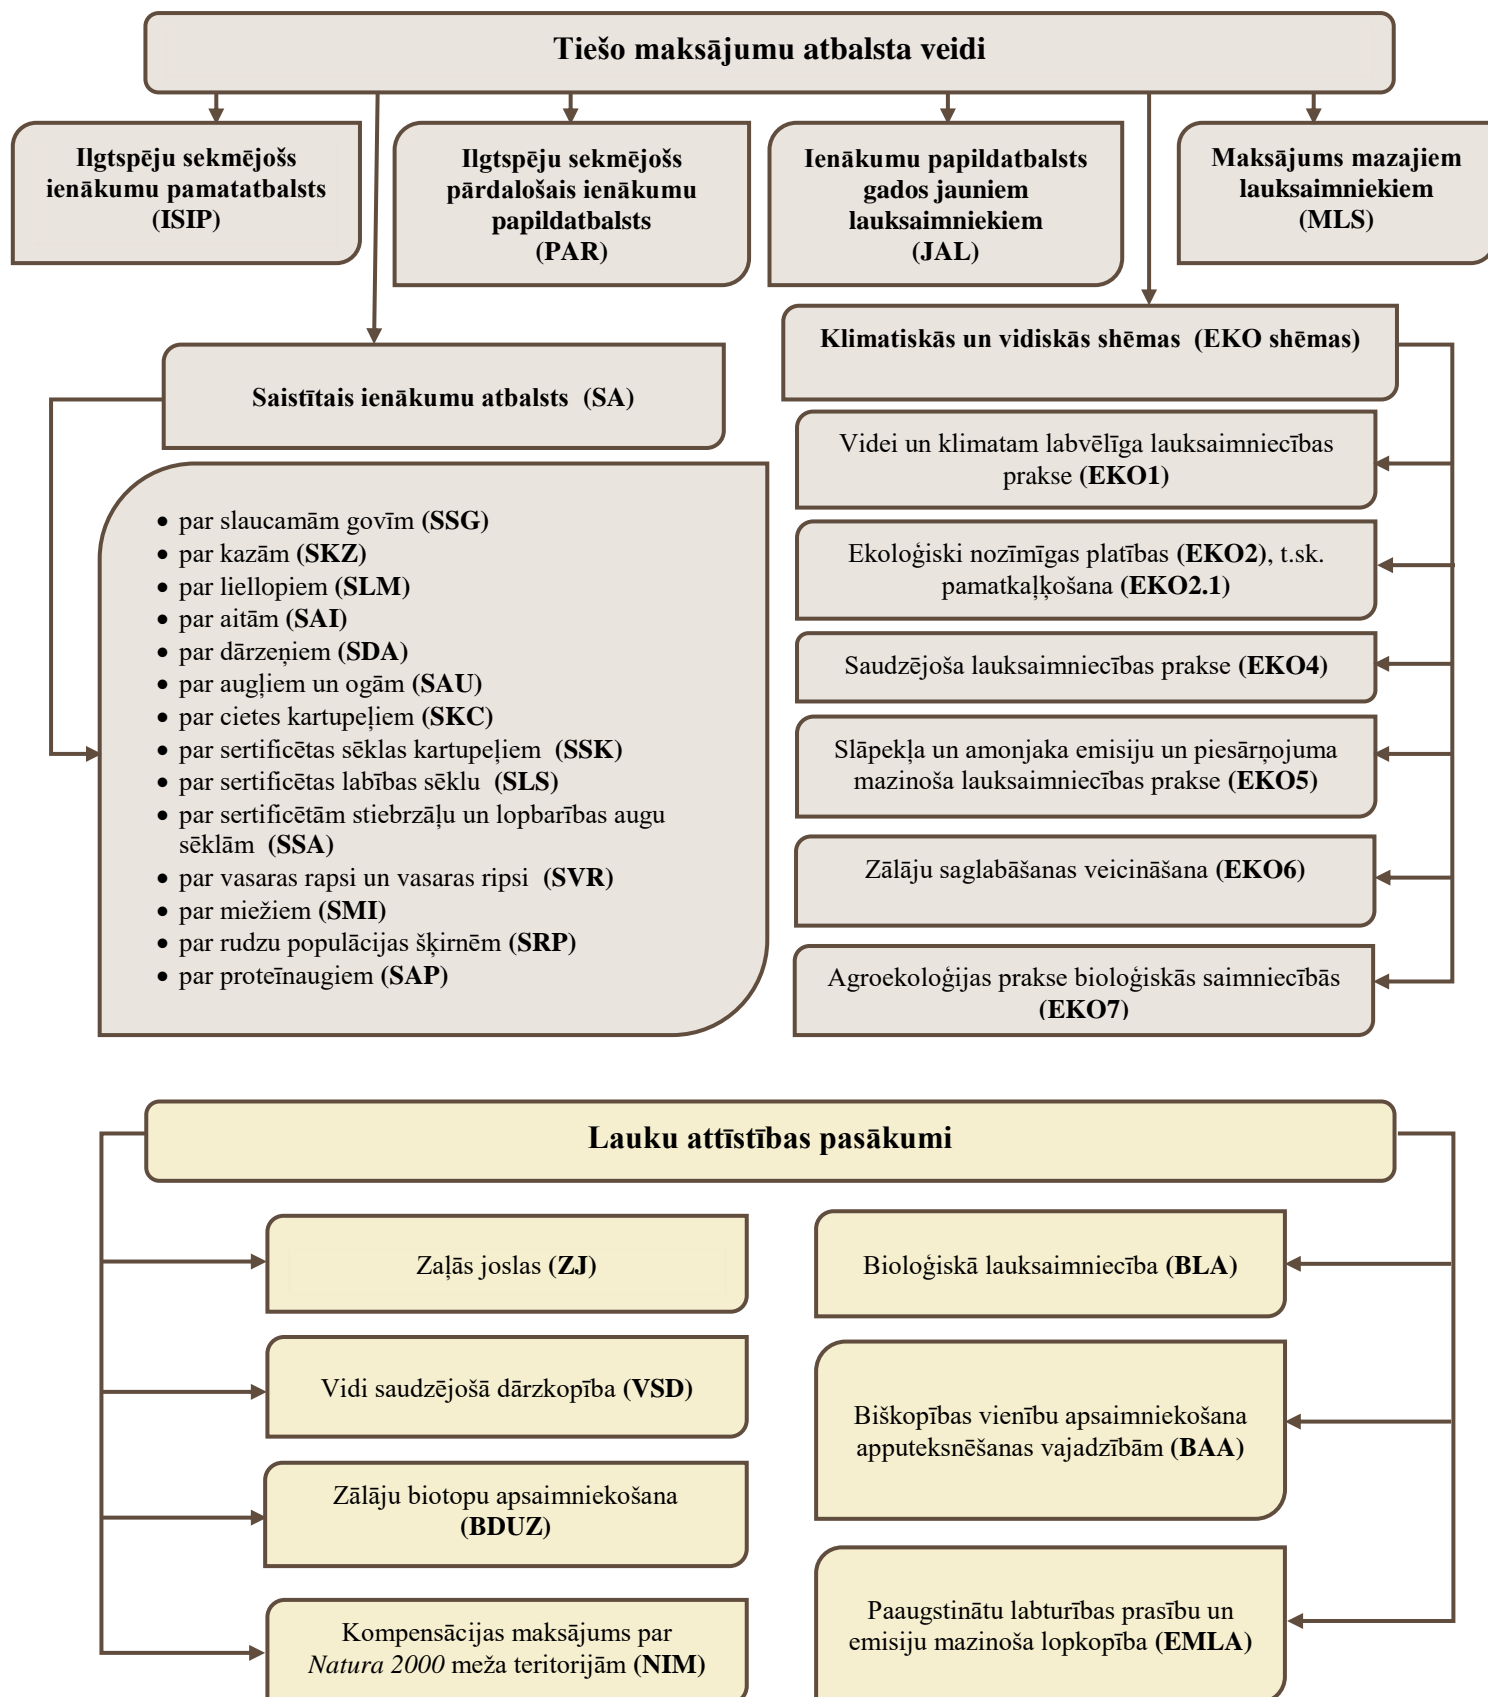 Tiešo maksājumu atbalsta veidi
Ilgtspēju sekmējošs
ienākumu pamatatbalsts
(ISIP)
Ilgtspēju sekmējošs
pārdalošais ienākumu
papildatbalsts
(PAR)
Ienākumu papildatbalsts
gados jauniem
lauksaimniekiem
(JAL)
Maksājums mazajiem
lauksaimniekiem
(MLS)
Saistītais ienākumu atbalsts (SA)
• par slaucamām govīm (SSG)
• par kazām (SKZ)
• par liellopiem (SLM)
• par aitām (SAI)
• par dārzeņiem (SDA)
• par augļiem un ogām (SAU)
• par cietes kartupeļiem (SKC)
• par sertificētas sēklas kartupeļiem (SSK)
• par sertificētas labības sēklu (SLS)
• par sertificētām stiebrzāļu un lopbarības augu
sēklām (SSA)
• par vasaras rapsi un vasaras ripsi (SVR)
• par miežiem (SMI)
• par rudzu populācijas šķirnēm (SRP)
• par proteīnaugiem (SAP)
Klimatiskās un vidiskās shēmas (EKO shēmas)
Videi un klimatam labvēlīga lauksaimniecības
prakse (EKO1)
Ekoloģiski nozīmīgas platības (EKO2), t.sk.
pamatkaļķošana (EKO2.1)
Saudzējoša lauksaimniecības prakse (EKO4)
Slāpekļa un amonjaka emisiju un piesārņojuma
mazinoša lauksaimniecības prakse (EKO5)
Zālāju saglabāšanas veicināšana (EKO6)
Agroekoloģijas prakse bioloģiskās saimniecībās
(EKO7)
Lauku attīstības pasākumi
Zaļās joslas (ZJ)
Vidi saudzējošā dārzkopība (VSD)
Zālāju biotopu apsaimniekošana
(BDUZ)
Kompensācijas maksājums par
Natura 2000 meža teritorijām (NIM)
Bioloģiskā lauksaimniecība (BLA)
Biškopības vienību apsaimniekošana
apputeksnēšanas vajadzībām (BAA)
Paaugstinātu labturības prasību un
emisiju mazinoša lopkopība (EMLA)